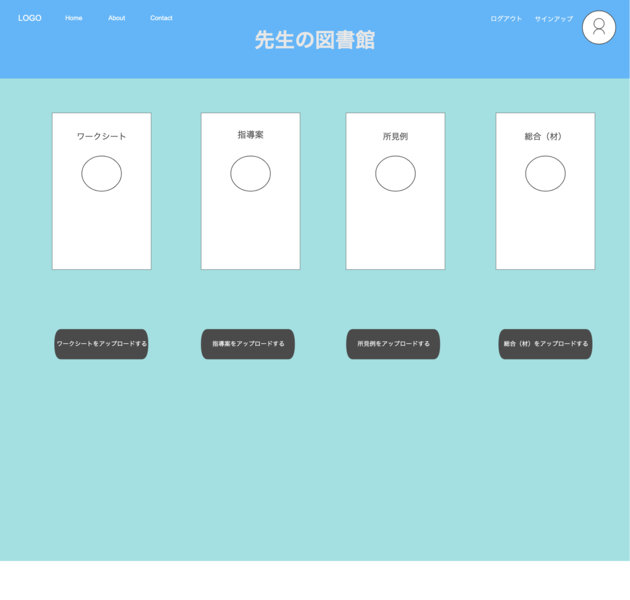 LOGO
Home
About
Contact
ログアウト
サインアップ
先生の図書館
ワークシート
指導案
所見例
総合（材）
ワークシートをアップロードする
指導案をアップロードする
所見例をアップロードする
総合（材）をアップロードする